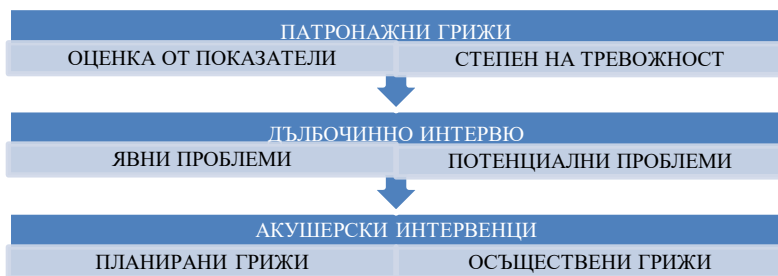 ПАТРОНАЖНИ ГРИЖИ
ОЦЕНКА ОТ ПОКАЗАТЕЛИ
СТЕПЕН НА ТРЕВОЖНОСТ
ДЪЛБОЧИННО ИНТЕРВЮ
ЯВНИ ПРОБЛЕМИ
ПОТЕНЦИАЛНИ ПРОБЛЕМИ
АКУШЕРСКИ ИНТЕРВЕНЦИ
ПЛАНИРАНИ ГРИЖИ
ОСЪЩЕСТВЕНИ ГРИЖИ